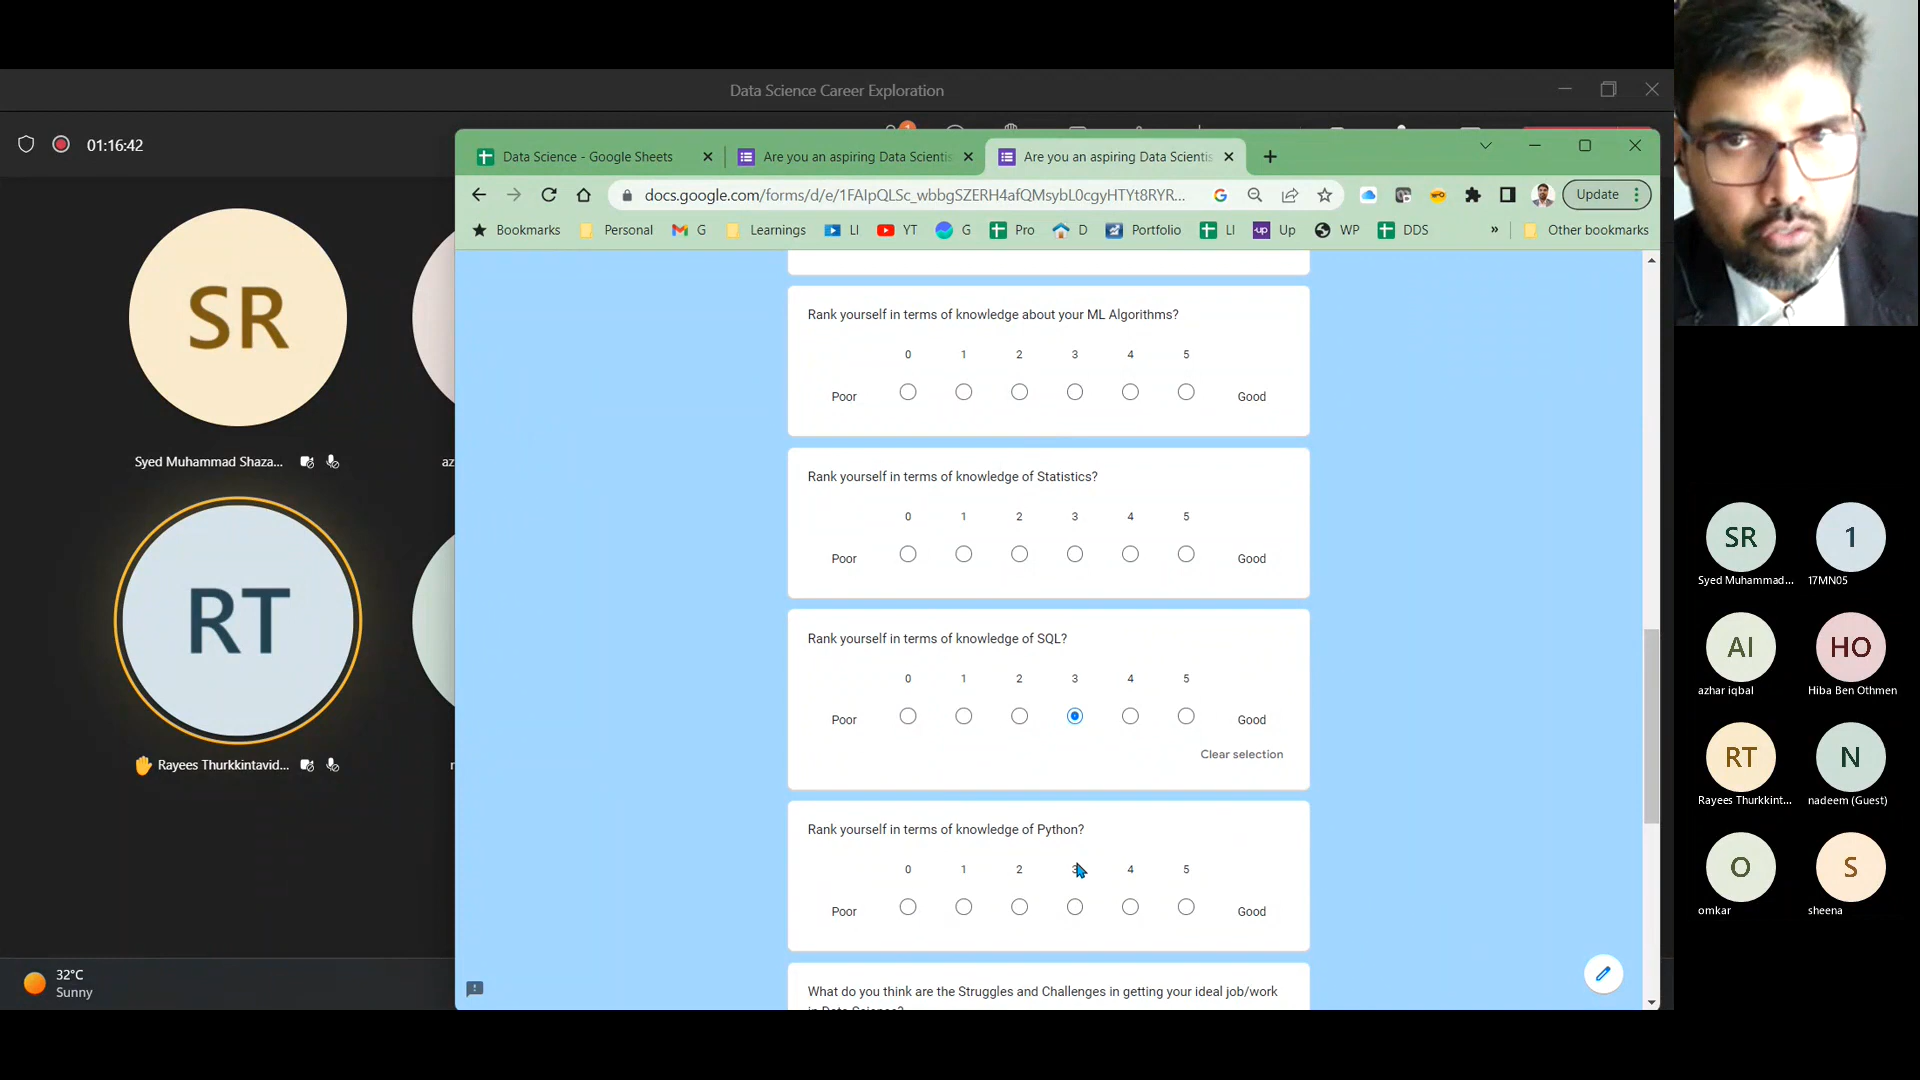 Data Science Career Exploration
01:16:42
1
Data Science - Google Sheets
Are you an aspiring Data Scientis
Are you an aspiring Data Scientis
docs.google.com/forms/d/e/1FAIpQLSc_wbbgSZERH4afQMsybL0cgyHTYt8RYR...
Update
Bookmarks Personal G Learnings LI YT G Pro D Portfolio LI Up WP DDS » Other bookmarks
SR
Syed Muhammad Shaza...
az
RT
Rayees Thurkkintavid...
Rank yourself in terms of knowledge about your ML Algorithms?
0 1 2 3 4 5
Poor Good
Rank yourself in terms of knowledge of Statistics?
0 1 2 3 4 5
Poor Good
Rank yourself in terms of knowledge of SQL?
0 1 2 3 4 5
Poor Good
Clear selection
Rank yourself in terms of knowledge of Python?
0 1 2 3 4 5
Poor Good
What do you think are the Struggles and Challenges in getting your ideal job/work
in Data Science?
32°C
Sunny
SR
Syed Muhammad...
1
17MN05
AI
azhar iqbal
HO
Hiba Ben Othmen
RT
Rayees Thurkkint...
N
nadeem (Guest)
O
omkar
S
sheena